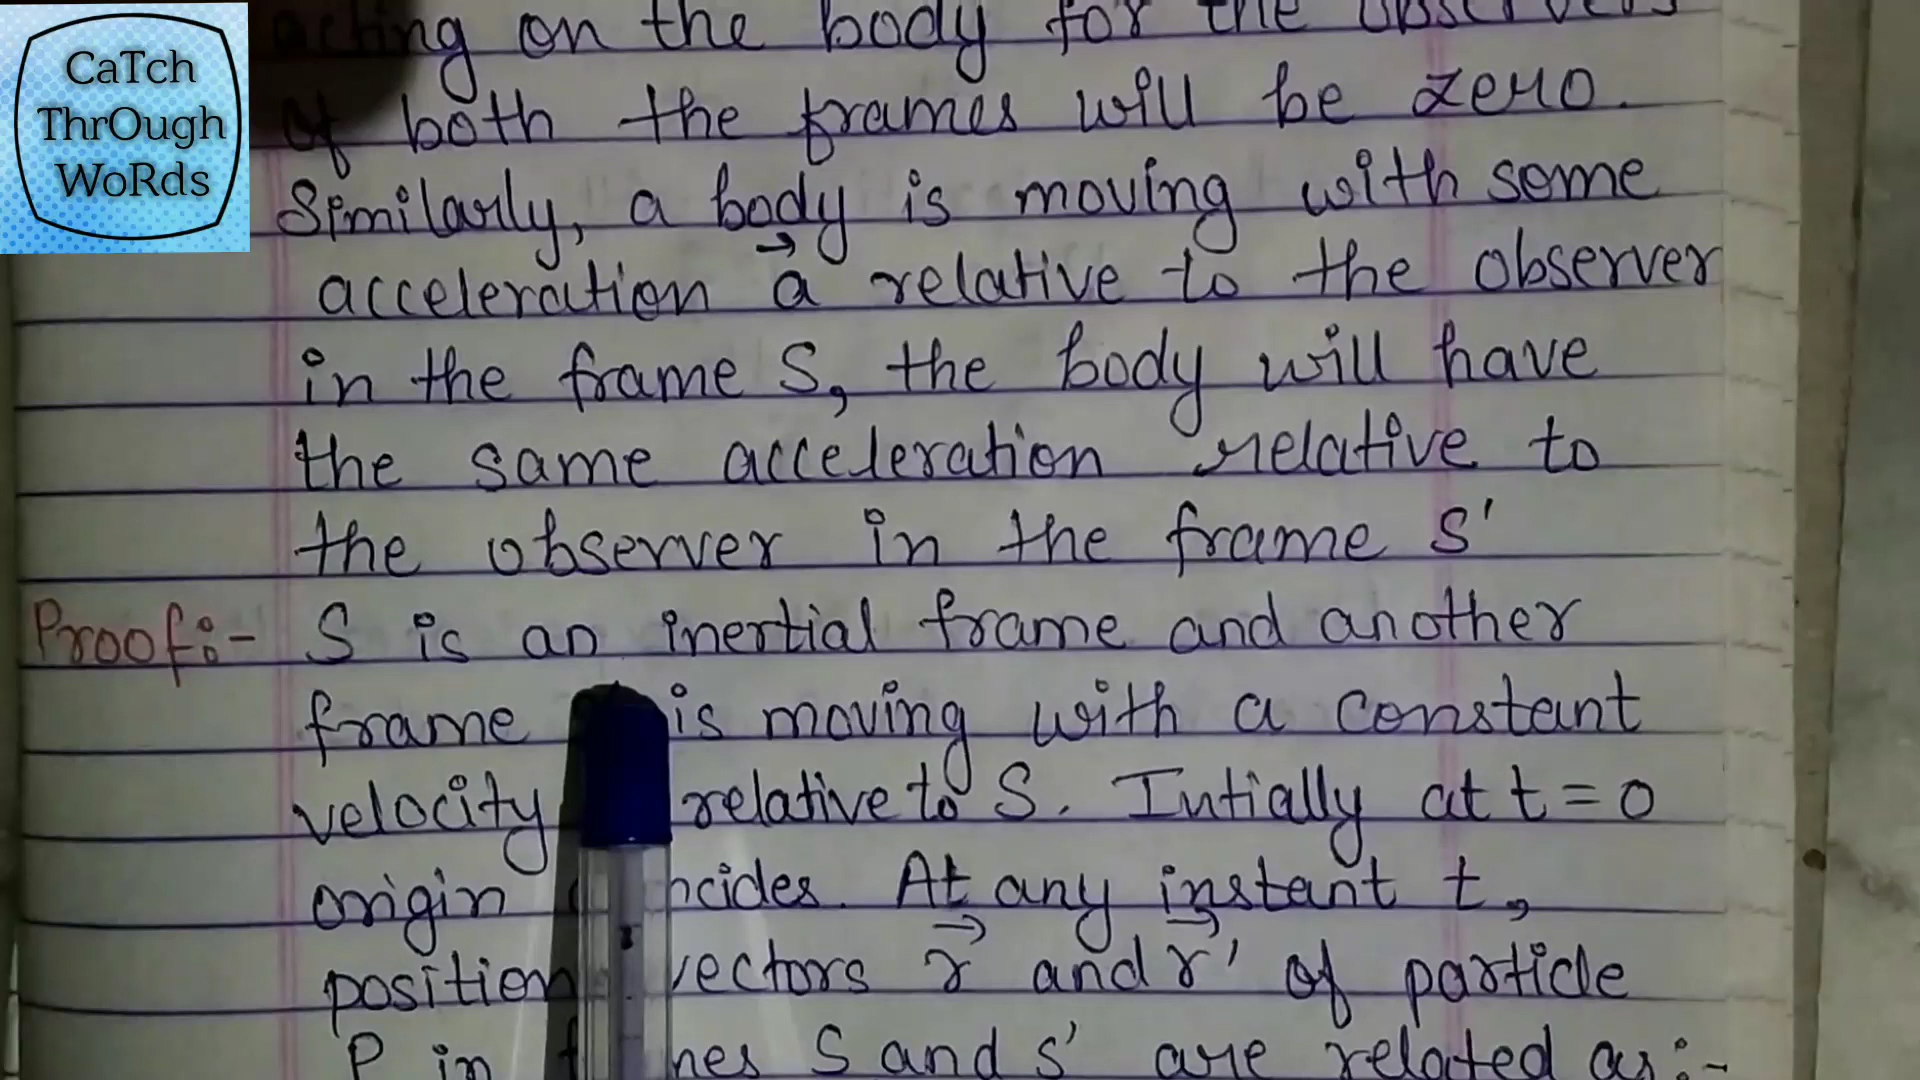 CaTch
ThrOugh
WoRds
acting on the body for the observers
of both the frames will be zero.
Similarly, a body is moving with some
acceleration a⃗ relative to the observer
in the frame S, the body will have
the same acceleration relative to
the observer in the frame S'
Proof:- S is an inertial frame and another
frame is moving with a constant
velocity relative to S. Intially at t = 0
origin At any instant t,
position vectors r⃗ and r⃗' of particle
P in S and S' are related as:-